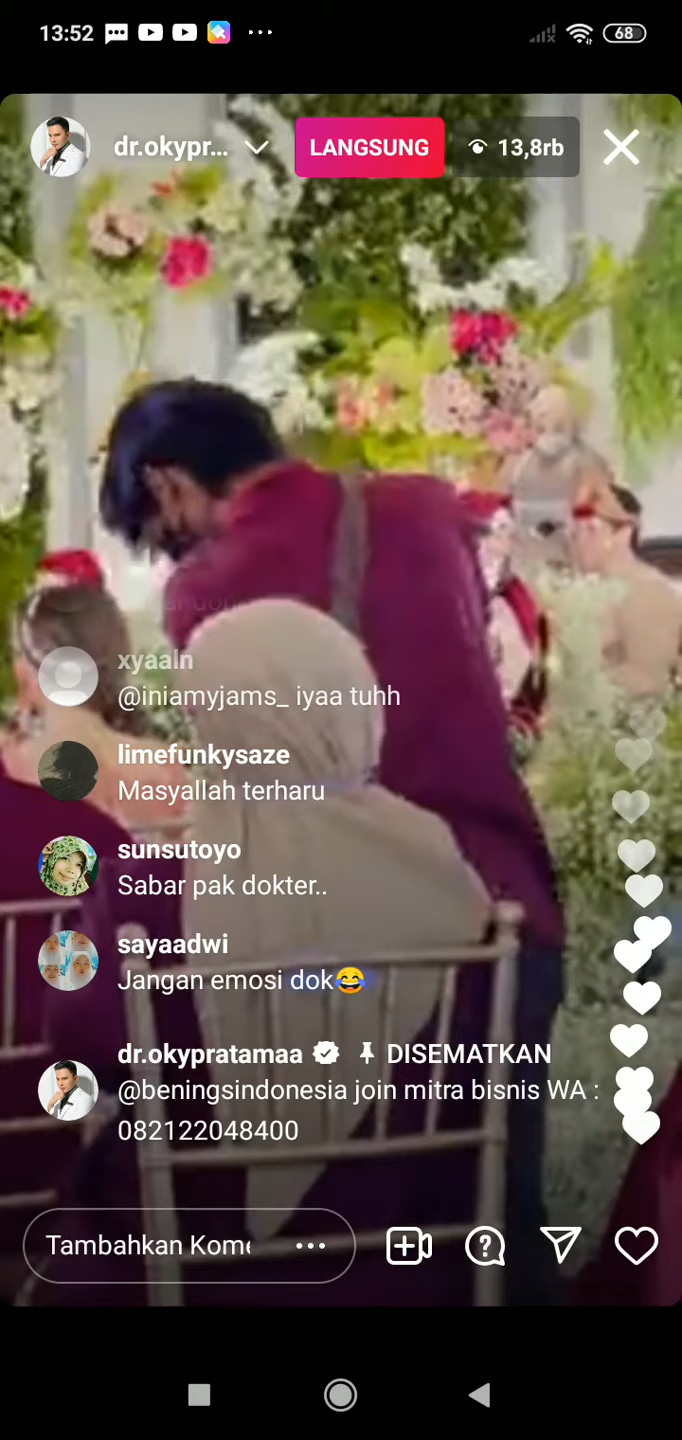 13:52
68
dr.okypr...
LANGSUNG
13,8rb
xyaaln
@iniamyjams_ iyaa tuhh
limefunkysaze
Masyallah terharu
sunsutoyo
Sabar pak dokter..
sayaadwi
Jangan emosi dok😂
dr.okypratamaa DISEMATKAN
@beningsindonesia join mitra bisnis WA :
082122048400
Tambahkan Kome